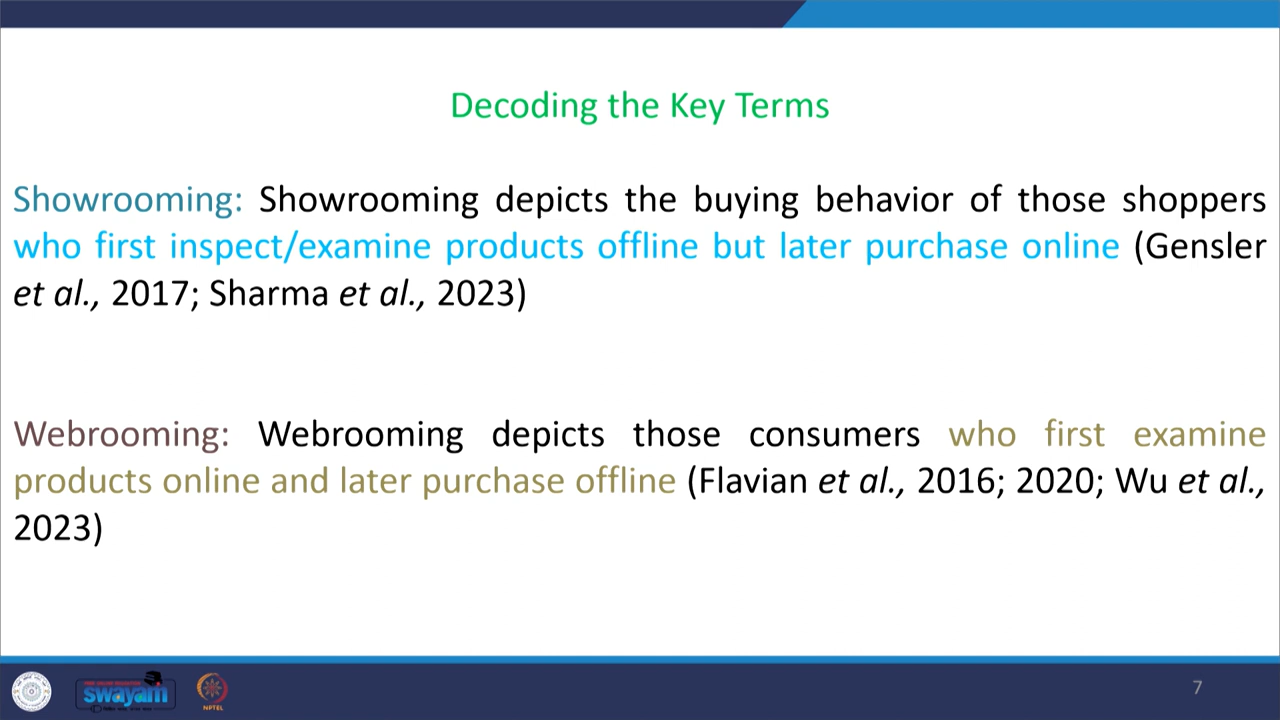 Decoding the Key Terms
Showrooming: Showrooming depicts the buying behavior of those shoppers
who first inspect/examine products offline but later purchase online (Gensler
et al., 2017; Sharma et al., 2023)
Webrooming: Webrooming depicts those consumers who first examine
products online and later purchase offline (Flavian et al., 2016; 2020; Wu et al.,
2023)
swayam
NPTEL
7